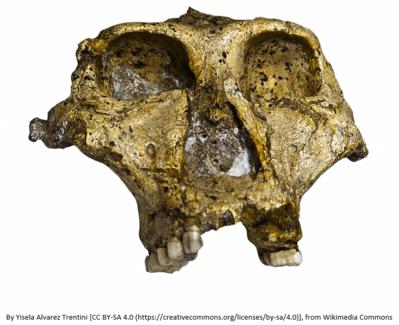 By Yisela Alvarez Trentini [CC BY-SA 4.0 (https://creativecommons.org/licenses/by-sa/4.0)], from Wikimedia Commons